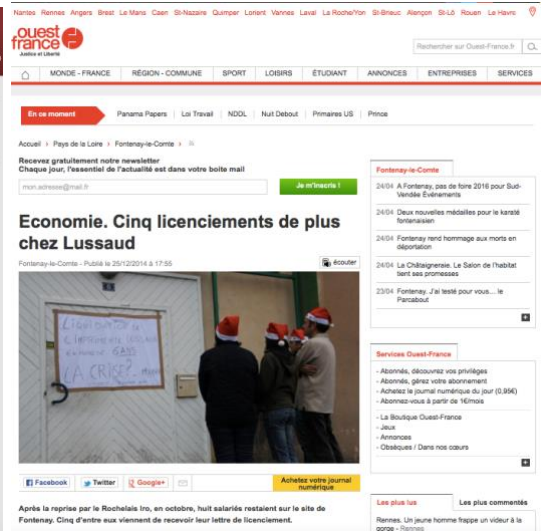 Nantes Rennes Angers Brest Le Mans Caen St-Nazaire Quimper Lorient Vannes Laval La Roche/Yon St-Brieuc Alençon St-Lô Rouen Le Havre
ouest
france
Justice et Liberté
Rechercher sur Ouest-France.fr
MONDE - FRANCE RÉGION - COMMUNE SPORT LOISIRS ÉTUDIANT ANNONCES ENTREPRISES SERVICES
En ce moment Panama Papers Loi Travail NDDL Nuit Debout Primaires US Prince
Accueil Pays de la Loire Fontenay-le-Comte
Recevez gratuitement notre newsletter
Chaque jour, l'essentiel de l'actualité est dans votre boite mail
mon.adresse@mail.fr Je m'inscris !
Economie. Cinq licenciements de plus
chez Lussaud
Fontenay-le-Comte - Publié le 25/12/2014 à 17:55
écouter
LIQUIDATION
L'IMPRIMERIE LUSSAUD
LA CRISE?
Facebook Twitter Google+
Achetez votre journal
numérique
Après la reprise par le Rochelais Iro, en octobre, huit salariés restaient sur le site de
Fontenay. Cinq d'entre eux viennent de recevoir leur lettre de licenciement.
Fontenay-le-Comte
24/04 A Fontenay, pas de foire 2016 pour Sud-
Vendée Événements
24/04 Deux nouvelles médailles pour le karaté
fontenaisien
24/04 Fontenay rend hommage aux morts en
déportation
24/04 La Châtaigneraie. Le Salon de l'habitat
tient ses promesses
23/04 Fontenay. J'ai testé pour vous... le
Parcabout
Services Ouest-France
- Abonnés, découvrez vos privilèges
- Abonnés, gérez votre abonnement
- Achetez le journal numérique du jour (0,95€)
- Abonnez-vous à partir de 1€/mois
- La Boutique Ouest-France
- Jeux
- Annonces
- Obsèques / Dans nos cœurs
Les plus lus Les plus commentés
Rennes. Un jeune homme frappe un videur à la
gorge - Rennes